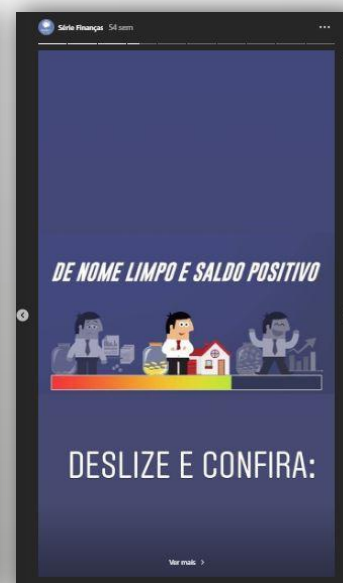 Série Finanças 54 sem
DE NOME LIMPO E SALDO POSITIVO
DESLIZE E CONFIRA:
Ver mais